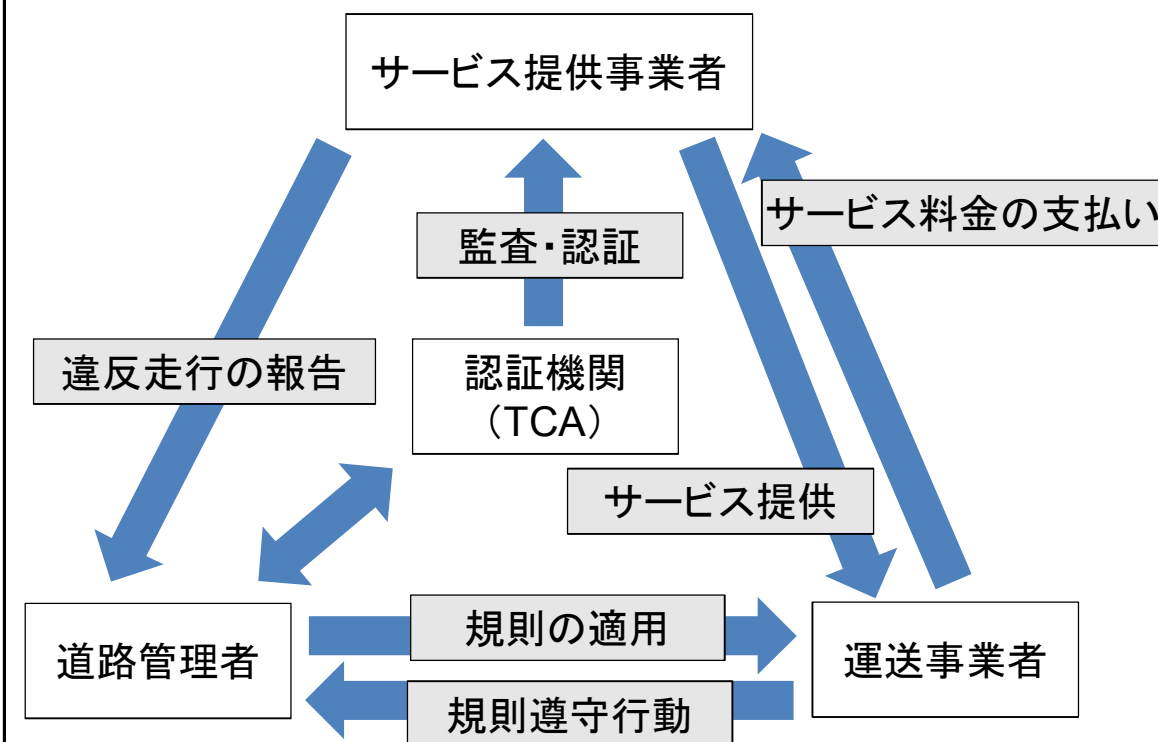 サービス提供事業者
サービス料金の支払い
監査・認証
違反走行の報告
認証機関
（TCA）
サービス提供
規則の適用
道路管理者
運送事業者
規則遵守行動